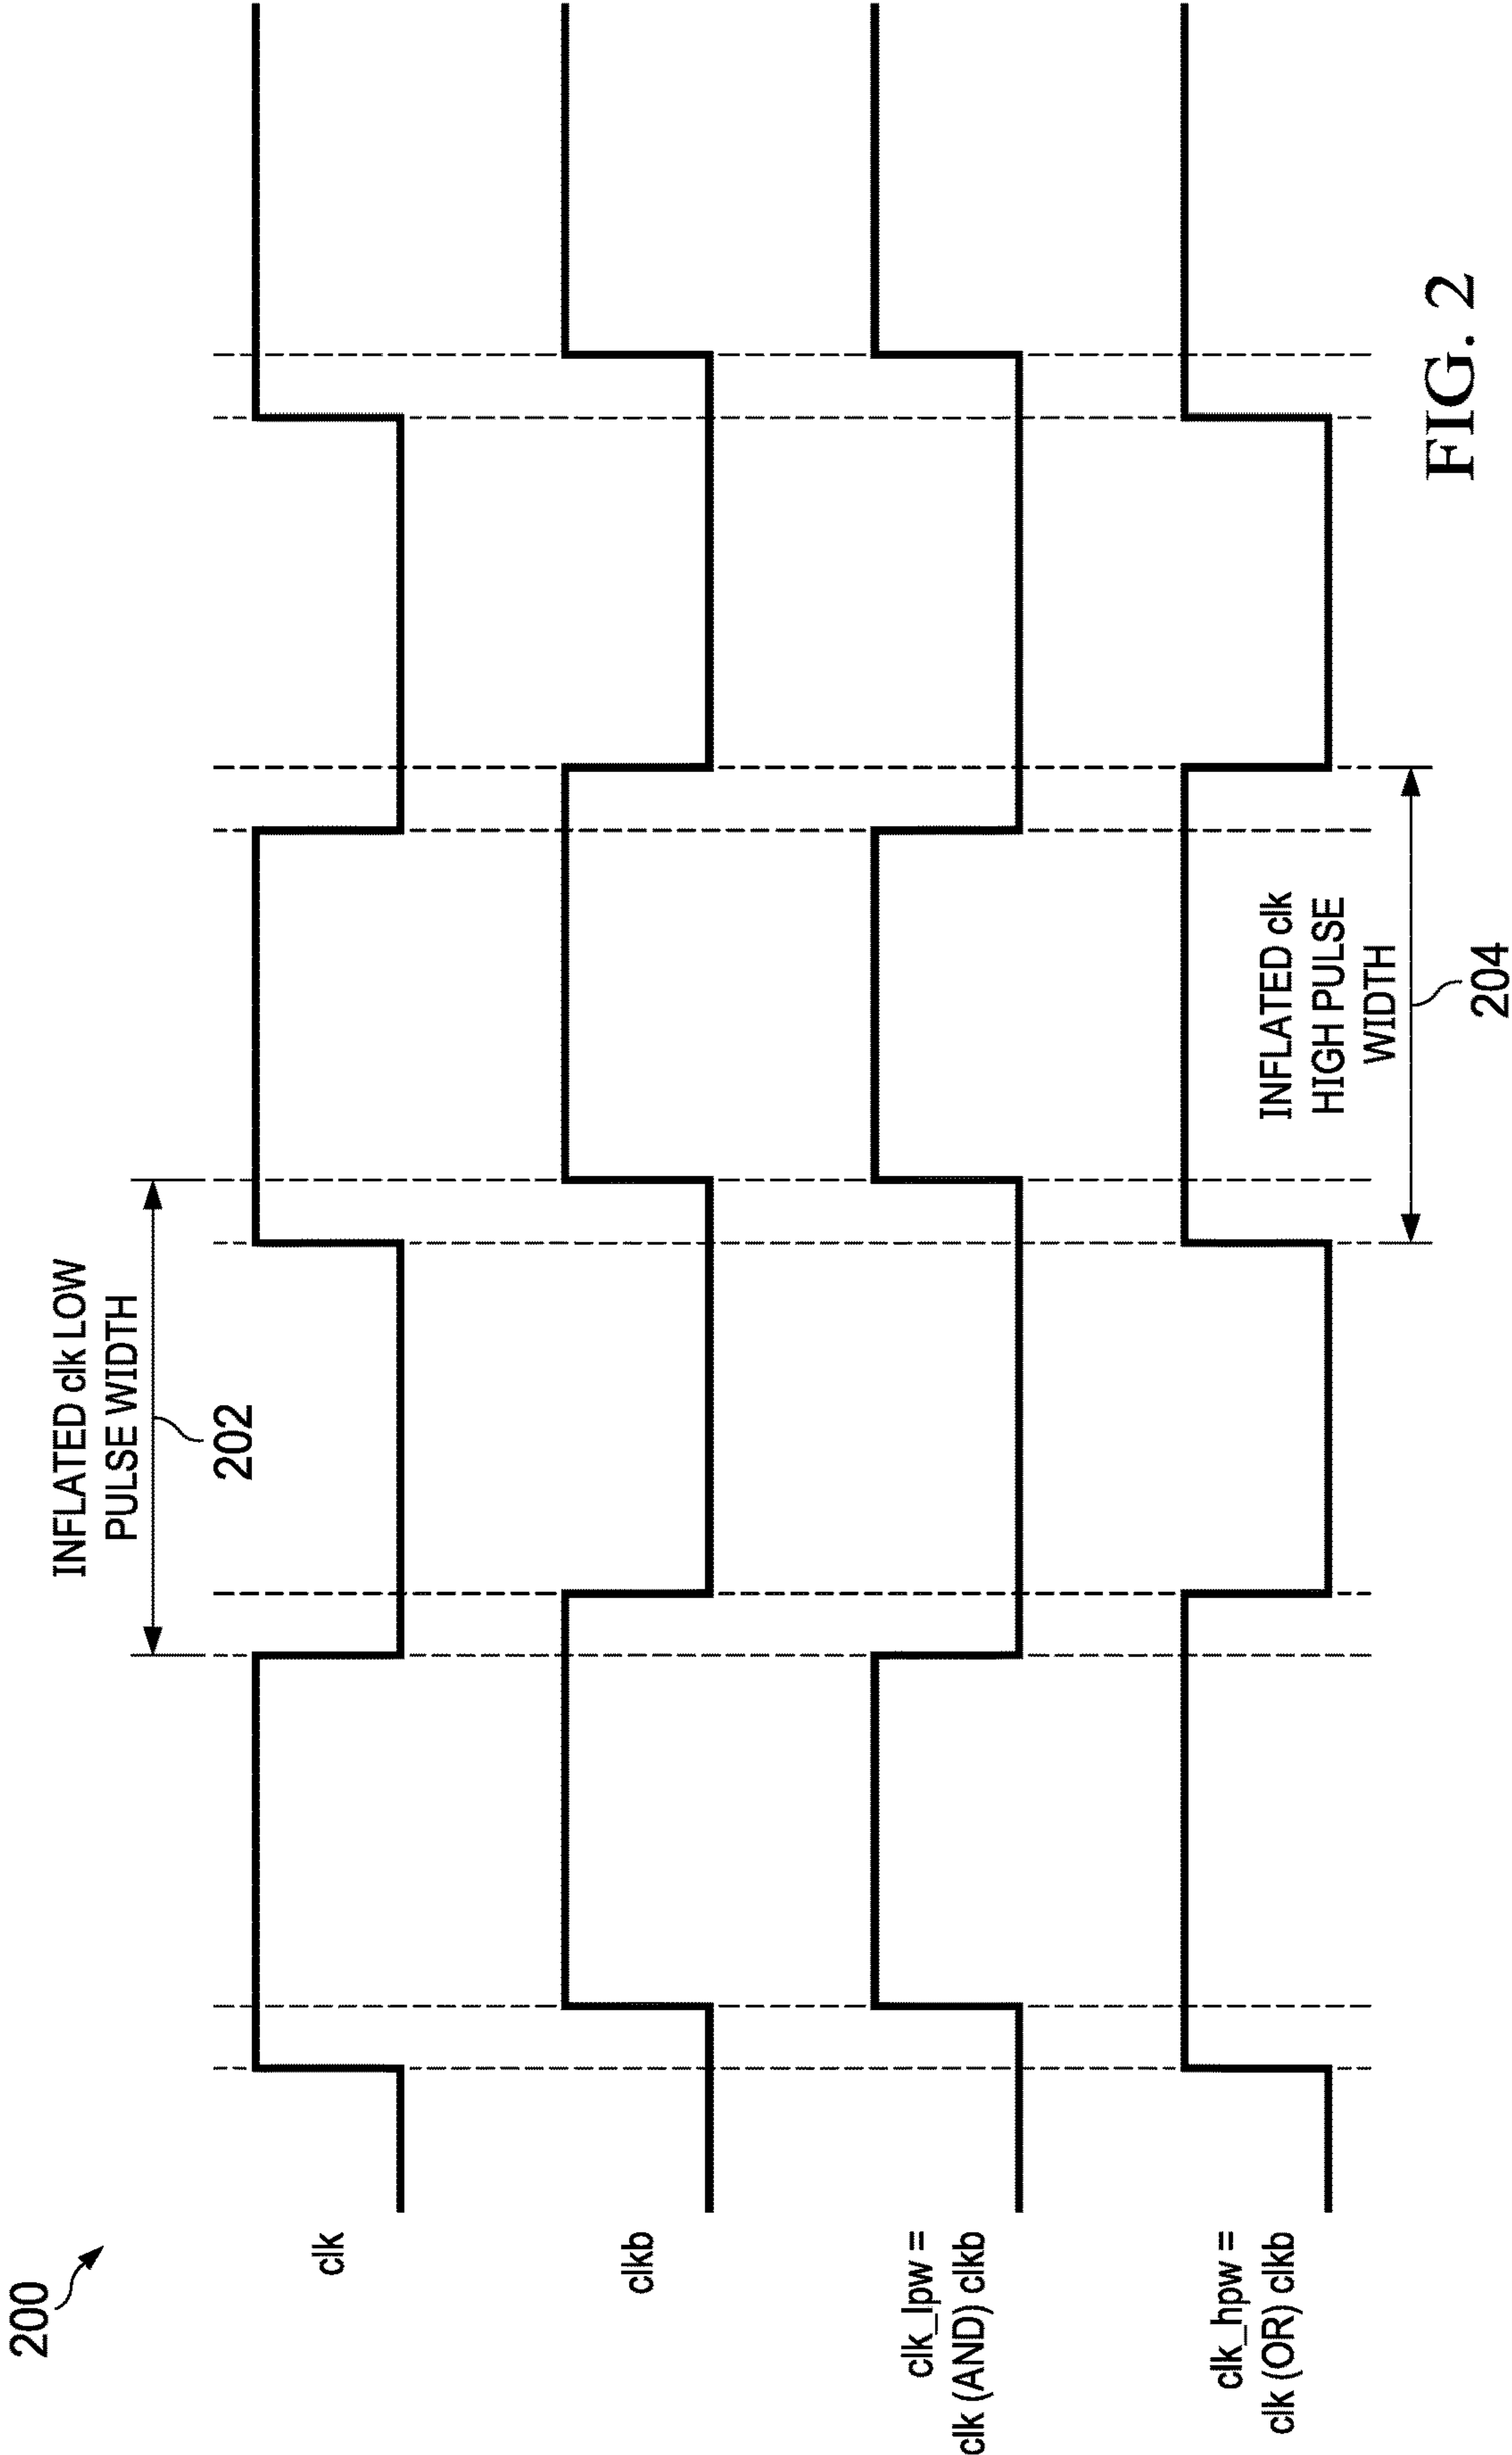 200
INFLATED clk LOW
PULSE WIDTH
202
clk
clkb
clk_lpw =
clk (AND) clkb
clk_hpw =
clk (OR) clkb
INFLATED clk
HIGH PULSE
WIDTH
204
FIG. 2